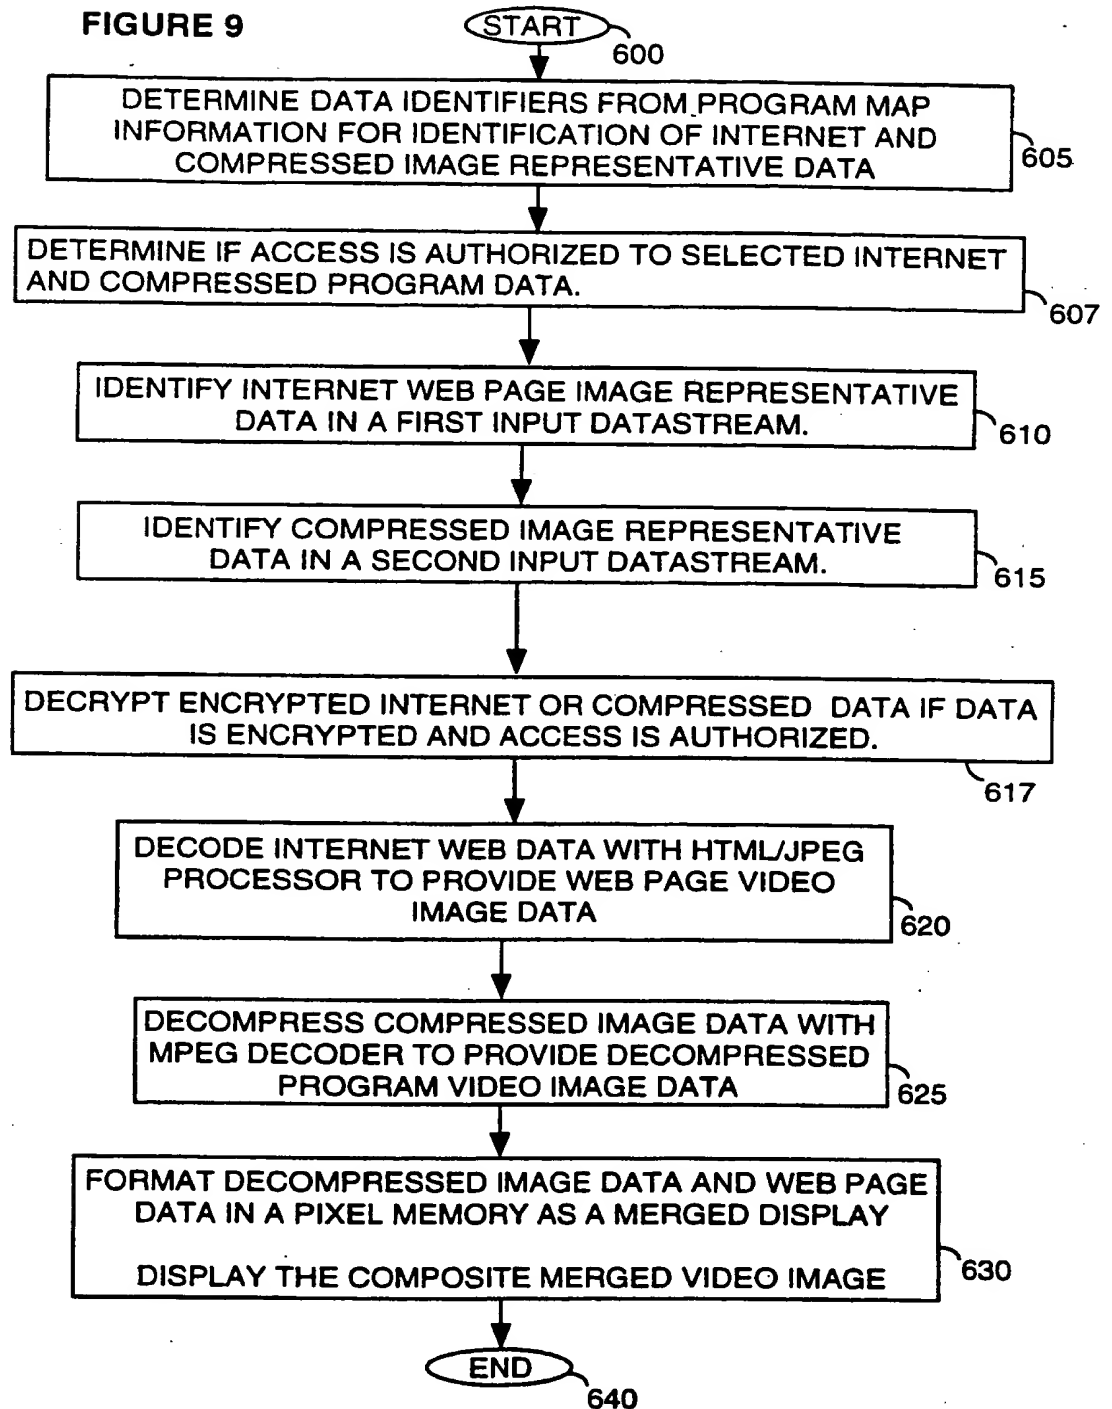 FIGURE 9
START
600
DETERMINE DATA IDENTIFIERS FROM PROGRAM MAP
INFORMATION FOR IDENTIFICATION OF INTERNET AND
COMPRESSED IMAGE REPRESENTATIVE DATA
605
DETERMINE IF ACCESS IS AUTHORIZED TO SELECTED INTERNET
AND COMPRESSED PROGRAM DATA.
607
IDENTIFY INTERNET WEB PAGE IMAGE REPRESENTATIVE
DATA IN A FIRST INPUT DATASTREAM.
610
IDENTIFY COMPRESSED IMAGE REPRESENTATIVE
DATA IN A SECOND INPUT DATASTREAM.
615
DECRYPT ENCRYPTED INTERNET OR COMPRESSED DATA IF DATA
IS ENCRYPTED AND ACCESS IS AUTHORIZED.
617
DECODE INTERNET WEB DATA WITH HTML/JPEG
PROCESSOR TO PROVIDE WEB PAGE VIDEO
IMAGE DATA
620
DECOMPRESS COMPRESSED IMAGE DATA WITH
MPEG DECODER TO PROVIDE DECOMPRESSED
PROGRAM VIDEO IMAGE DATA
625
FORMAT DECOMPRESSED IMAGE DATA AND WEB PAGE
DATA IN A PIXEL MEMORY AS A MERGED DISPLAY
DISPLAY THE COMPOSITE MERGED VIDEO IMAGE
630
END
640